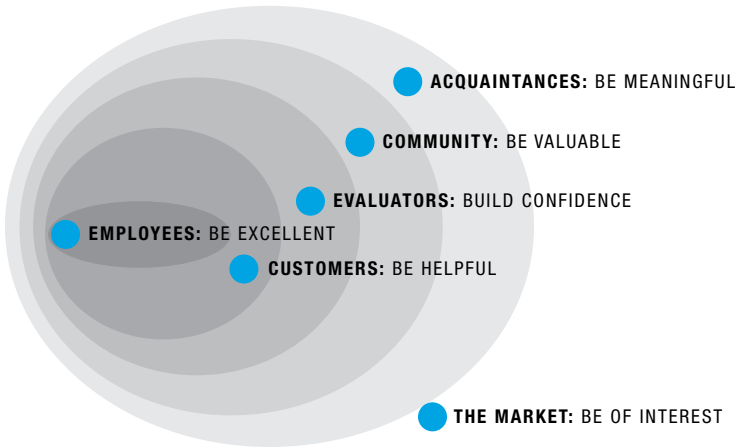 ACQUAINTANCES: BE MEANINGFUL
COMMUNITY: BE VALUABLE
EVALUATORS: BUILD CONFIDENCE
EMPLOYEES: BE EXCELLENT
CUSTOMERS: BE HELPFUL
THE MARKET: BE OF INTEREST